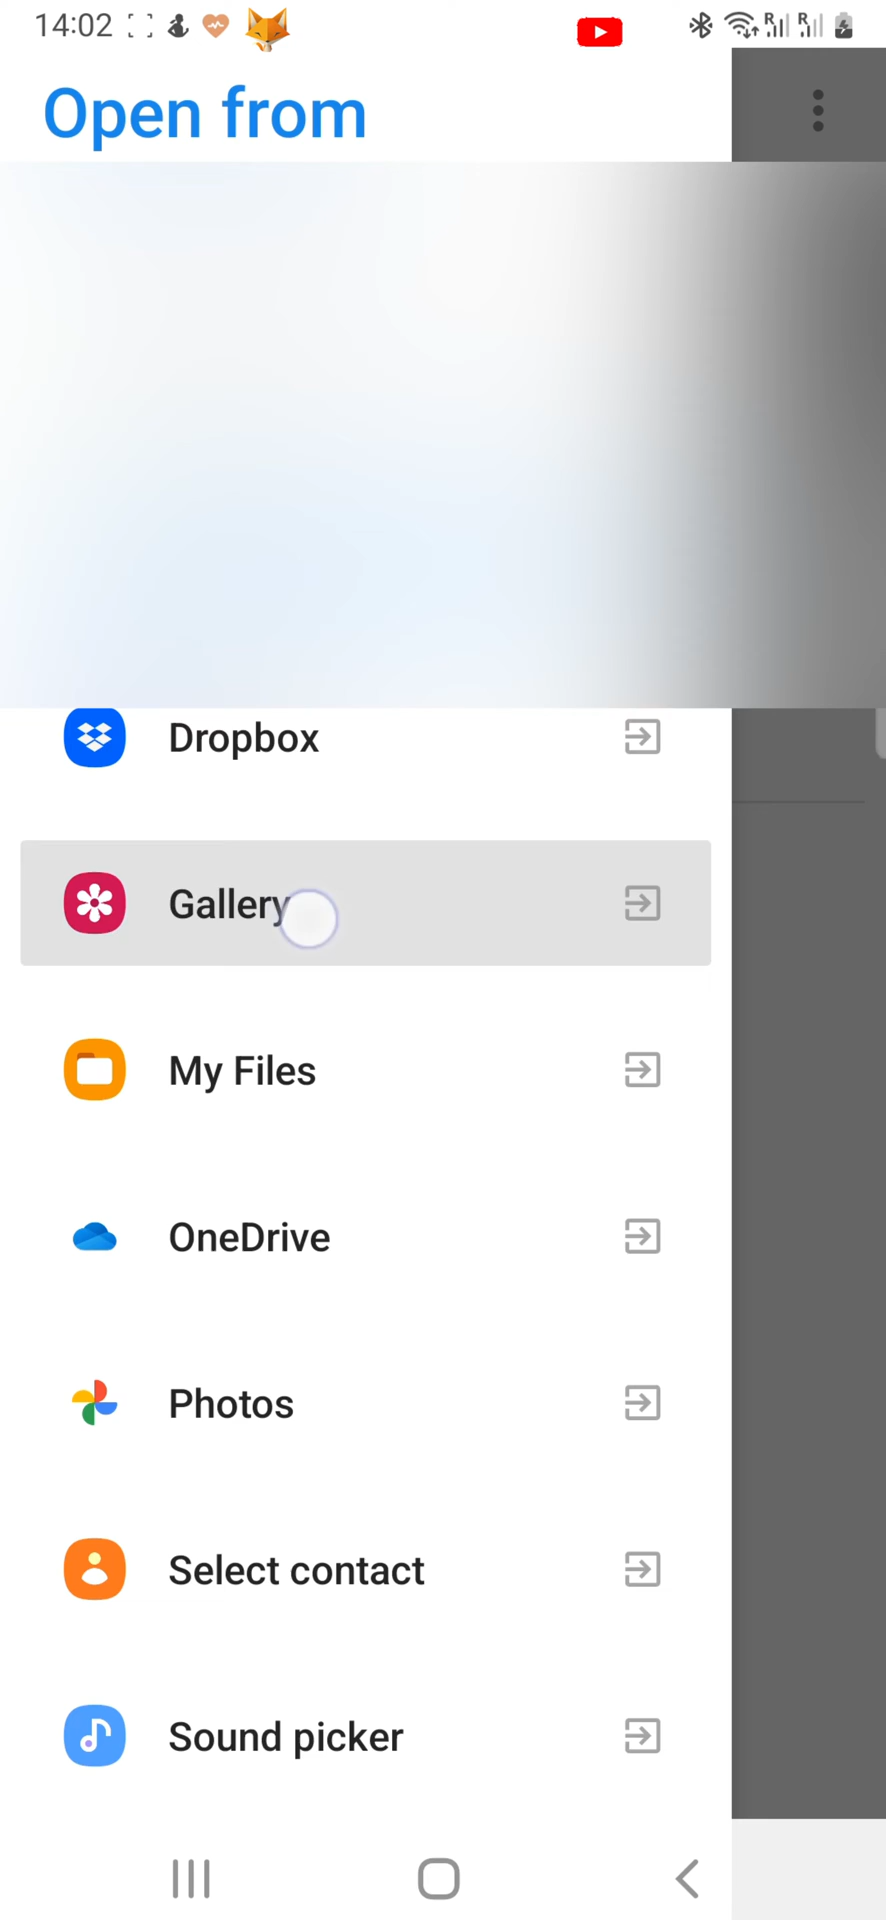 14:02
Open from
Dropbox
Gallery
My Files
OneDrive
Photos
Select contact
Sound picker